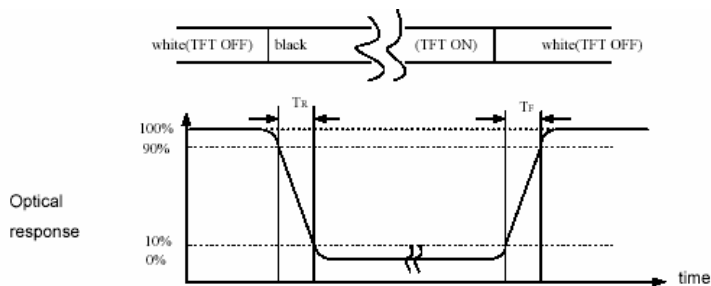 white(TFT OFF) black (TFT ON) white(TFT OFF)
TR TF
100%
90%
Optical
response
10%
0%
time